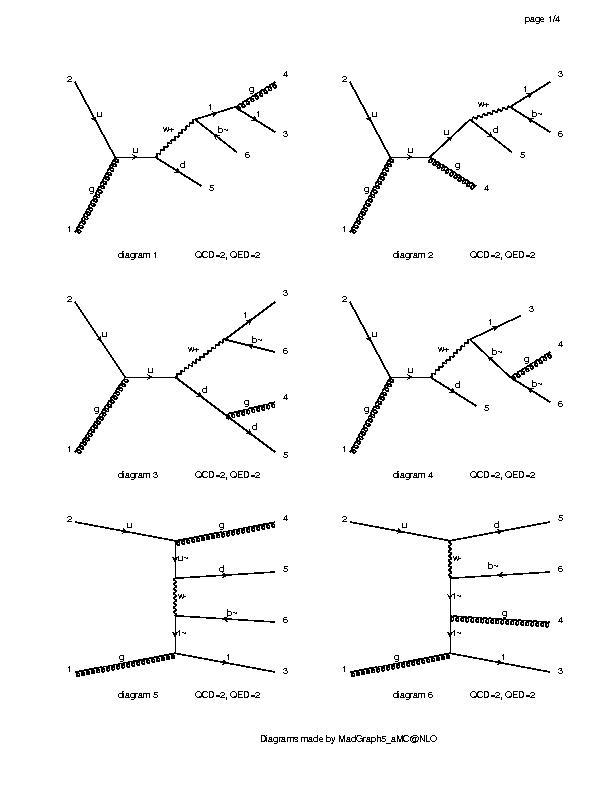 page 1/4
2
u
g
1
u
w+
d
5
t
b~
6
g
4
t
3
diagram 1 QCD=2, QED=2
2
u
g
1
u
u
g
4
w+
d
5
t
3
b~
6
diagram 2 QCD=2, QED=2
2
u
g
1
u
w+
t
3
b~
6
d
g
4
d
5
diagram 3 QCD=2, QED=2
2
u
g
1
u
w+
t
3
b~
g
4
b~
6
d
5
diagram 4 QCD=2, QED=2
2
u
g
4
u~
d
5
w-
b~
6
t~
g
1
t
3
diagram 5 QCD=2, QED=2
2
u
d
5
w-
b~
6
t~
g
4
t~
g
1
t
3
diagram 6 QCD=2, QED=2
Diagrams made by MadGraph5_aMC@NLO